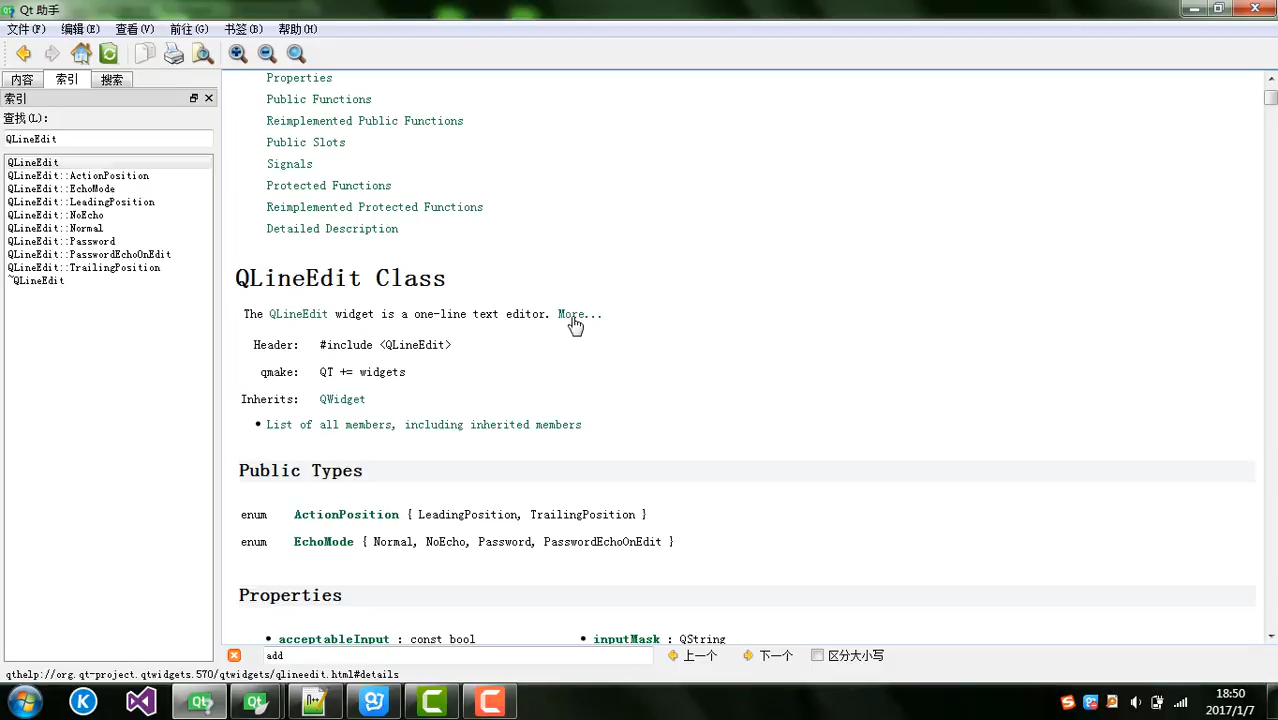 Qt 助手
文件(F) 编辑(E) 查看(V) 前往(G) 书签(B) 帮助(H)
内容 索引 搜索
索引
查找(L):
QLineEdit
QLineEdit
QLineEdit::ActionPosition
QLineEdit::EchoMode
QLineEdit::LeadingPosition
QLineEdit::NoEcho
QLineEdit::Normal
QLineEdit::Password
QLineEdit::PasswordEchoOnEdit
QLineEdit::TrailingPosition
~QLineEdit
Properties
Public Functions
Reimplemented Public Functions
Public Slots
Signals
Protected Functions
Reimplemented Protected Functions
Detailed Description
QLineEdit Class
The QLineEdit widget is a one-line text editor. More...
Header: #include <QLineEdit>
qmake: QT += widgets
Inherits: QWidget
• List of all members, including inherited members
Public Types
enum ActionPosition { LeadingPosition, TrailingPosition }
enum EchoMode { Normal, NoEcho, Password, PasswordEchoOnEdit }
Properties
• acceptableInput : const bool • inputMask : QString
add 上一个 下一个 区分大小写
qthelp://org.qt-project.qtwidgets.570/qtwidgets/qlineedit.html#details
18:50
2017/1/7